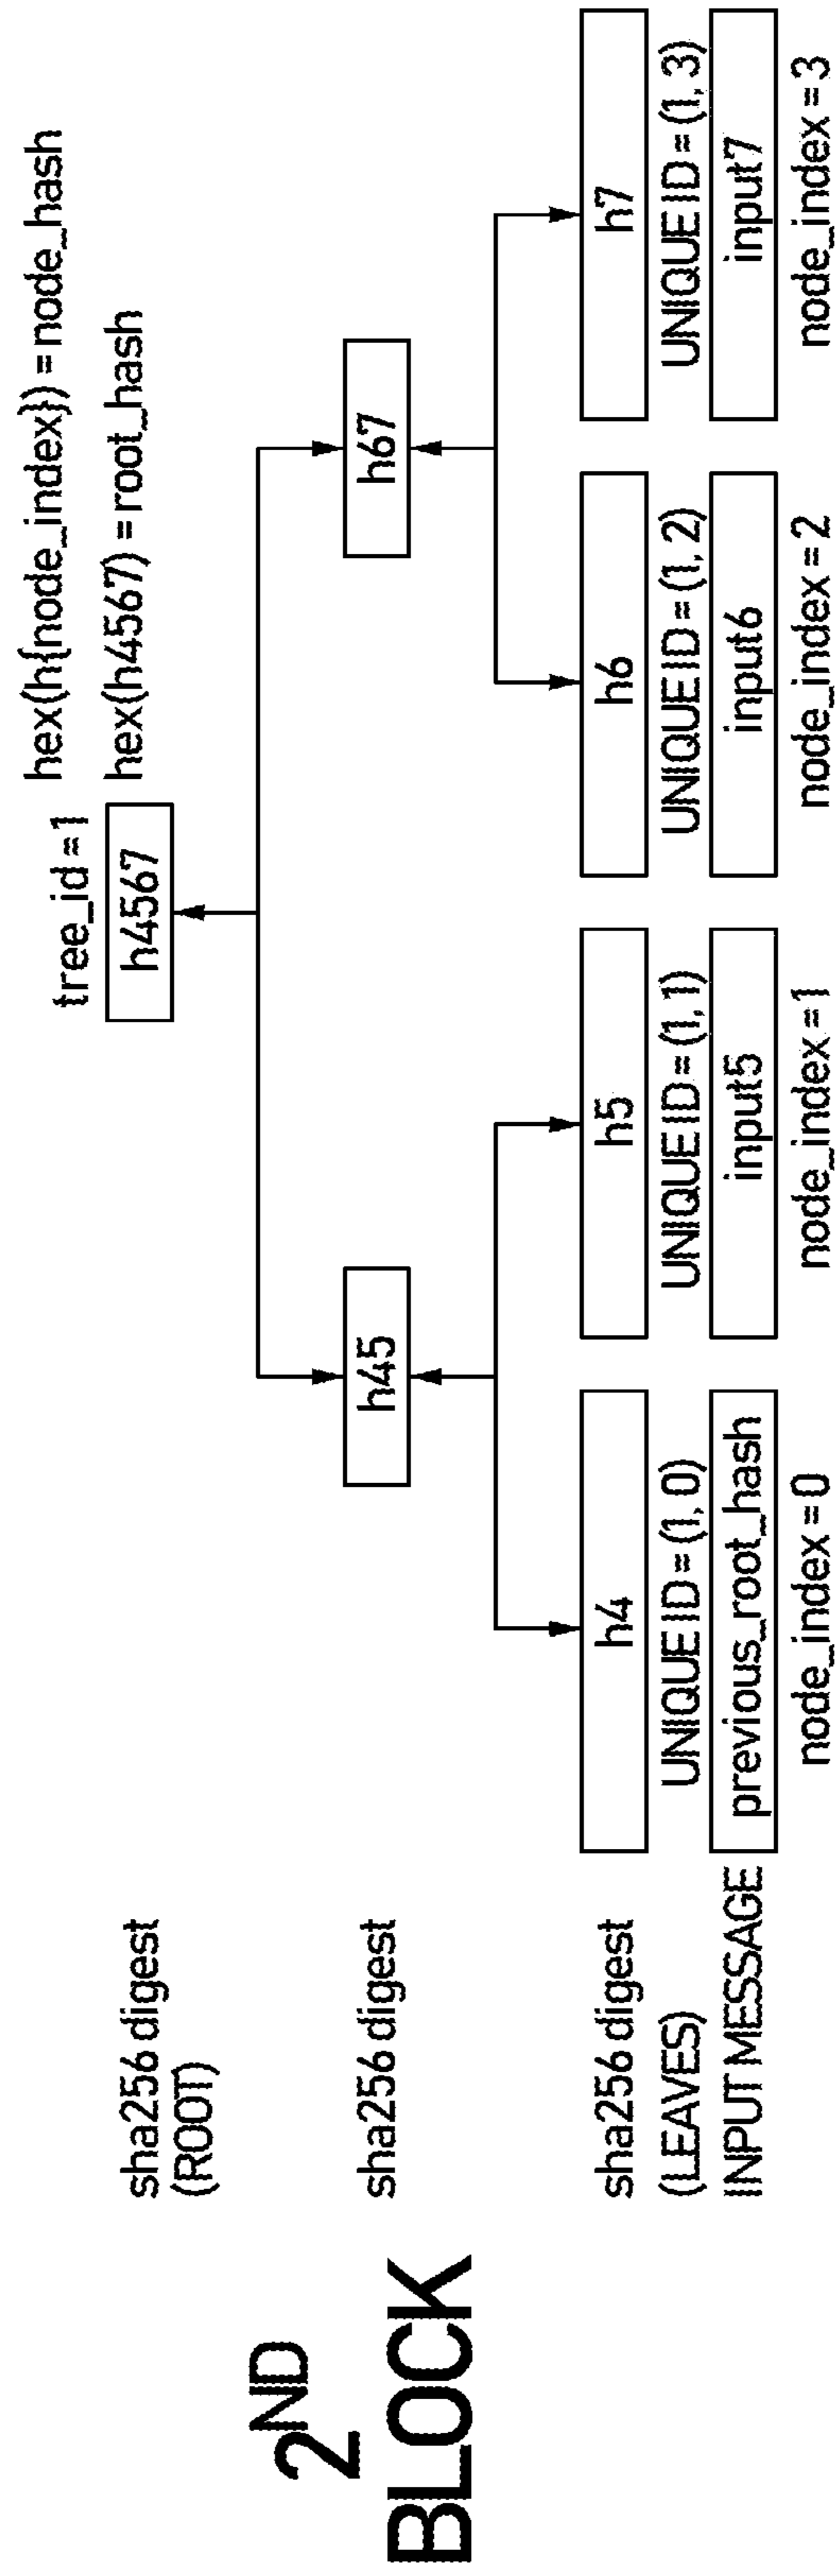 2ND
BLOCK
hex(h{node_index}) = node_hash
tree_id = 1
hex(h4567) = root_hash
sha256 digest
(ROOT)
h4567
sha256 digest
h45
h67
sha256 digest
(LEAVES)
h4
h5
h6
h7
UNIQUE ID = (1, 0)
UNIQUE ID = (1, 1)
UNIQUE ID = (1, 2)
UNIQUE ID = (1, 3)
INPUT MESSAGE
previous_root_hash
input5
input6
input7
node_index = 0
node_index = 1
node_index = 2
node_index = 3